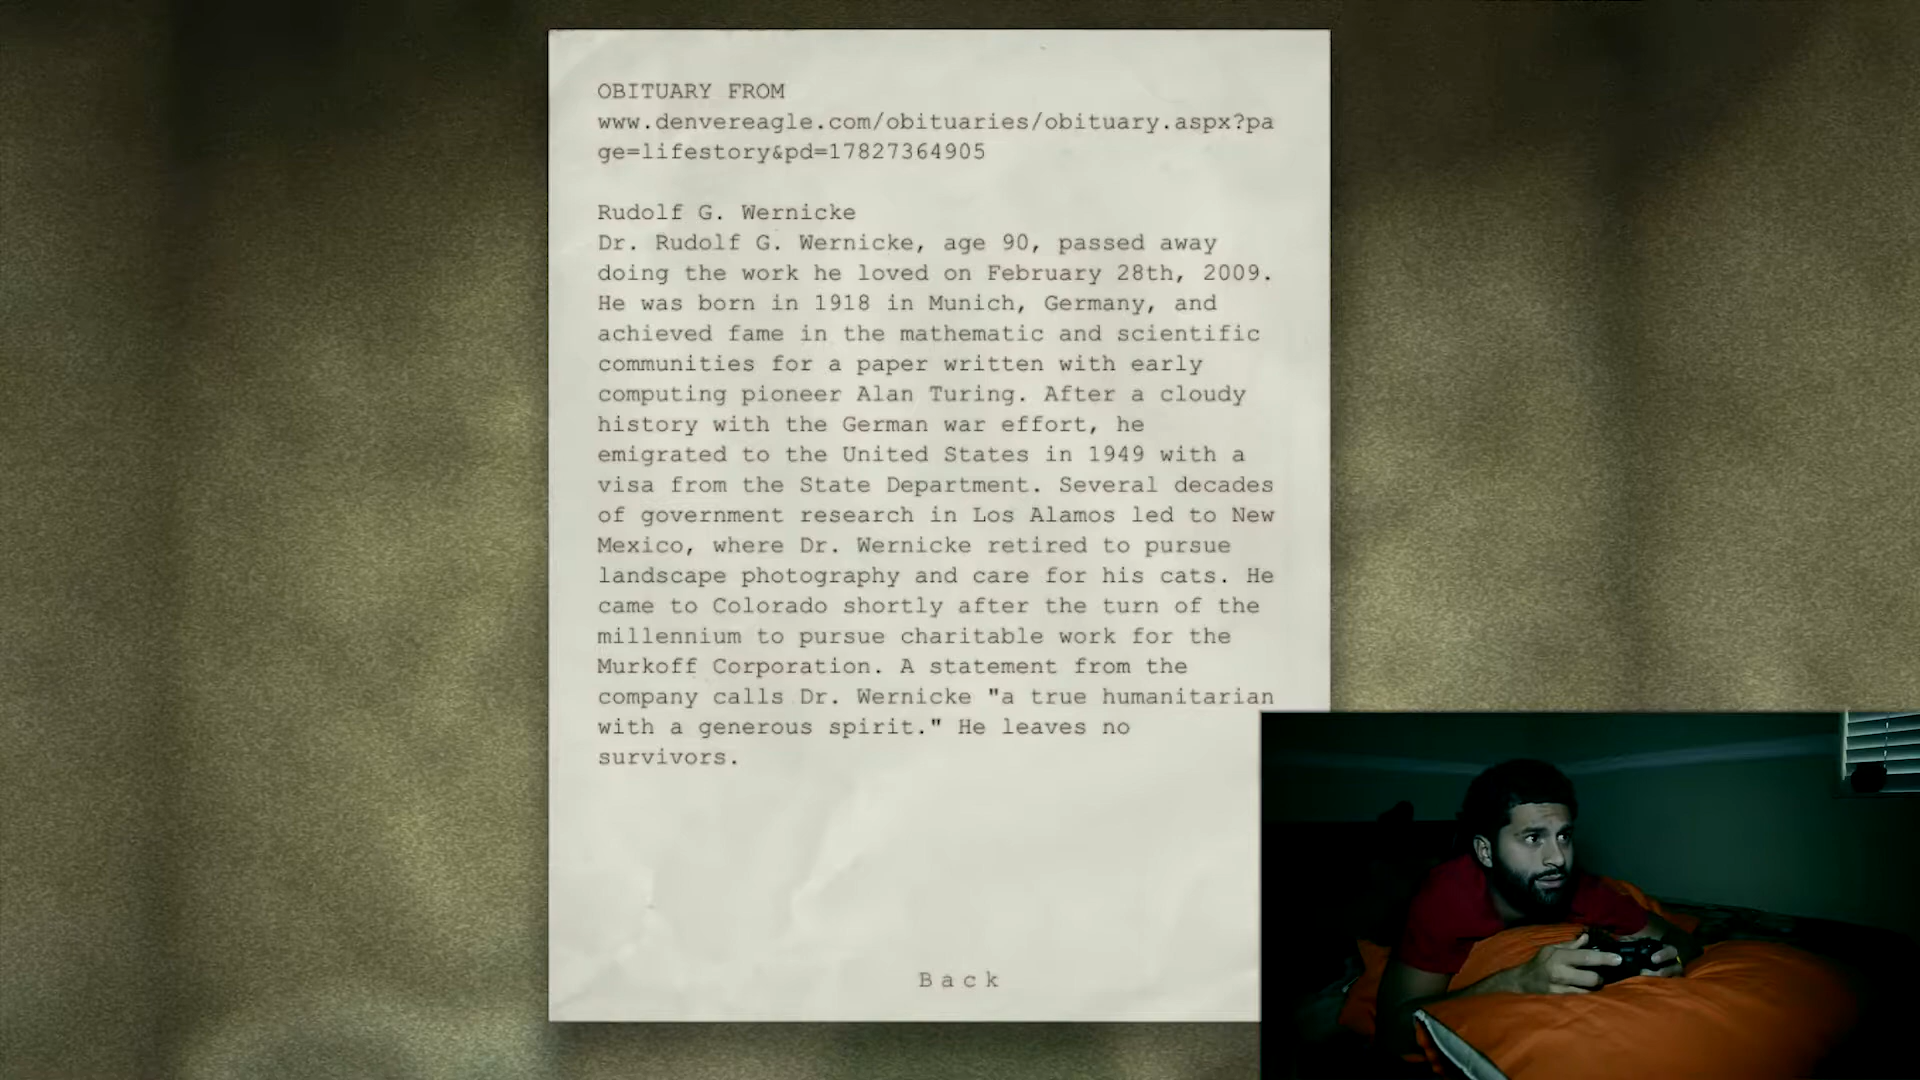 OBITUARY FROM
www.denvereagle.com/obituaries/obituary.aspx?pa
ge=lifestory&pd=17827364905
Rudolf G. Wernicke
Dr. Rudolf G. Wernicke, age 90, passed away
doing the work he loved on February 28th, 2009.
He was born in 1918 in Munich, Germany, and
achieved fame in the mathematic and scientific
communities for a paper written with early
computing pioneer Alan Turing. After a cloudy
history with the German war effort, he
emigrated to the United States in 1949 with a
visa from the State Department. Several decades
of government research in Los Alamos led to New
Mexico, where Dr. Wernicke retired to pursue
landscape photography and care for his cats. He
came to Colorado shortly after the turn of the
millennium to pursue charitable work for the
Murkoff Corporation. A statement from the
company calls Dr. Wernicke "a true humanitarian
with a generous spirit." He leaves no
survivors.
Back